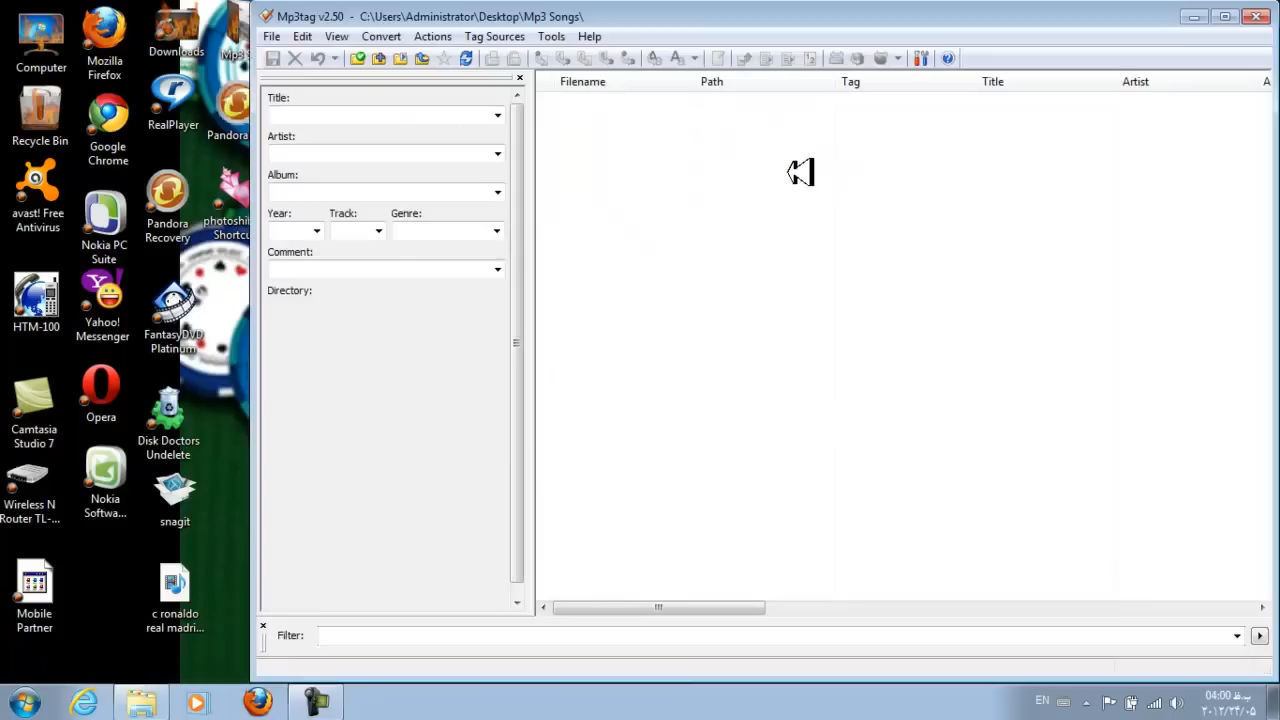 Mp3tag v2.50 - C:\Users\Administrator\Desktop\Mp3 Songs\
File Edit View Convert Actions Tag Sources Tools Help
Filename Path Tag Title Artist A
Title:
Artist:
Album:
Year: Track: Genre:
Comment:
Directory:
Filter:
Computer
Mozilla
Firefox
Downloads
Mp3 S
Recycle Bin
Google
Chrome
RealPlayer
Pandora
avast! Free
Antivirus
Nokia PC
Suite
Pandora
Recovery
photoshi
Shortcu
HTM-100
Yahoo!
Messenger
FantasyDVD
Platinum
Camtasia
Studio 7
Opera
Disk Doctors
Undelete
Wireless N
Router TL-...
Nokia
Softwa...
snagit
Mobile
Partner
c ronaldo
real madri...
EN
04:00 ب.ظ
۲۰۱۲/۲۴/۰۵